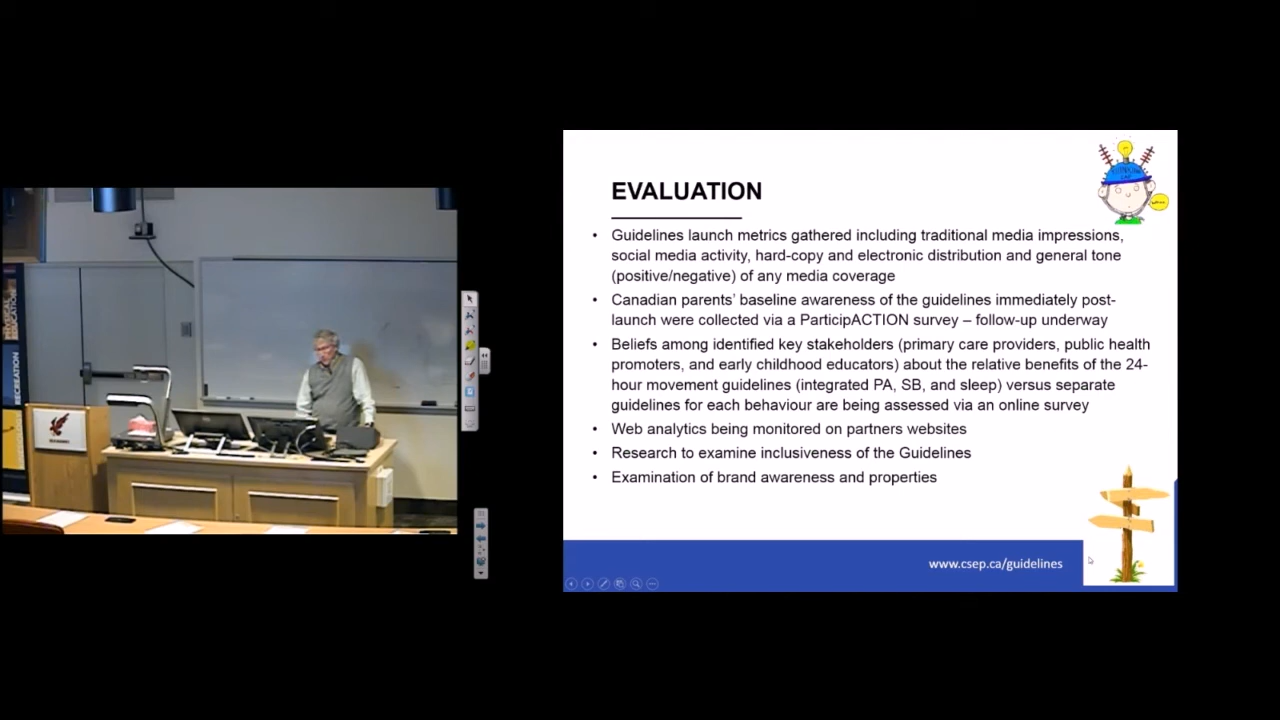 EVALUATION
• Guidelines launch metrics gathered including traditional media impressions,
social media activity, hard-copy and electronic distribution and general tone
(positive/negative) of any media coverage
• Canadian parents’ baseline awareness of the guidelines immediately post-
launch were collected via a ParticipACTION survey – follow-up underway
• Beliefs among identified key stakeholders (primary care providers, public health
promoters, and early childhood educators) about the relative benefits of the 24-
hour movement guidelines (integrated PA, SB, and sleep) versus separate
guidelines for each behaviour are being assessed via an online survey
• Web analytics being monitored on partners websites
• Research to examine inclusiveness of the Guidelines
• Examination of brand awareness and properties
www.csep.ca/guidelines
PHYSICAL
EDUCATION
RECREATION